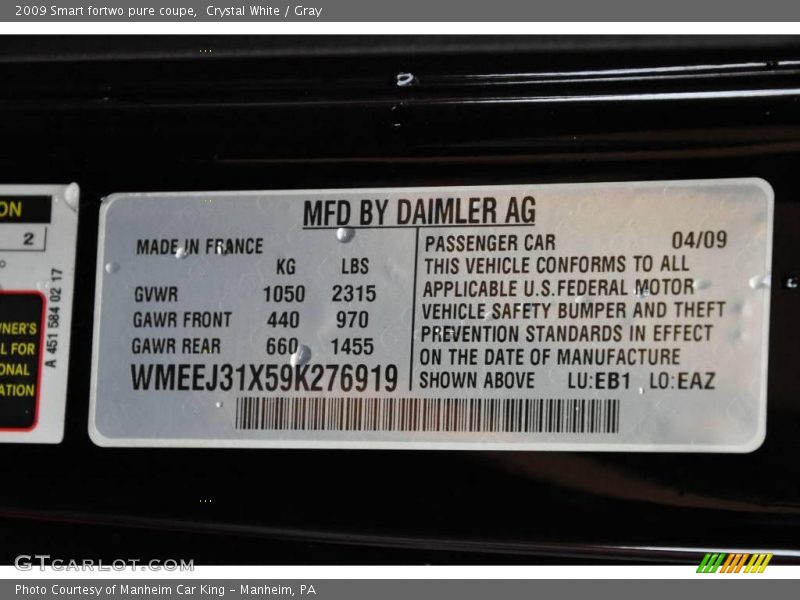 2009 Smart fortwo pure coupe,  Crystal White / Gray
ON
2
WNER'S
L FOR
ONAL
ATION
A 451 584 02 17
MFD BY DAIMLER AG
MADE IN FRANCE
KG LBS
GVWR 1050 2315
GAWR FRONT 440 970
GAWR REAR 660 1455
WMEEJ31X59K276919
PASSENGER CAR 04/09
THIS VEHICLE CONFORMS TO ALL
APPLICABLE U.S.FEDERAL MOTOR
VEHICLE SAFETY BUMPER AND THEFT
PREVENTION STANDARDS IN EFFECT
ON THE DATE OF MANUFACTURE
SHOWN ABOVE LU:EB1 LO:EAZ
GTCARLOT.COM
Photo Courtesy of Manheim Car King - Manheim, PA